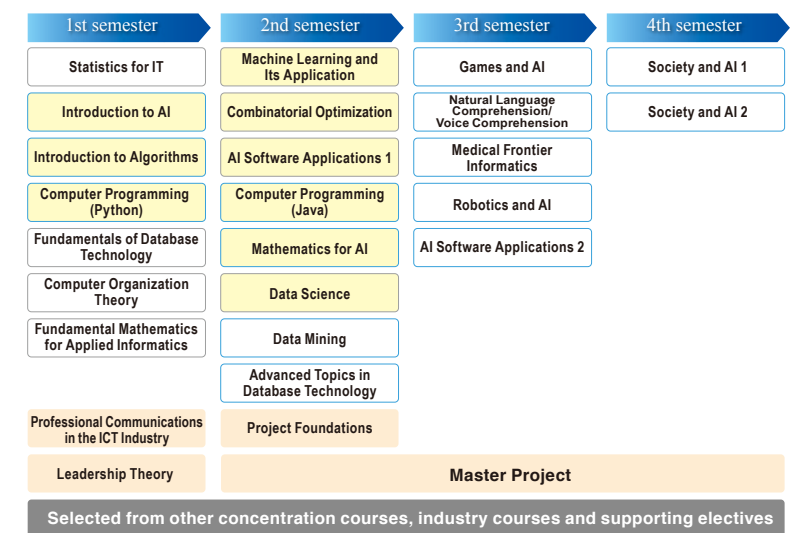 1st semester
2nd semester
3rd semester
4th semester
Statistics for IT
Introduction to AI
Introduction to Algorithms
Computer Programming
(Python)
Fundamentals of Database
Technology
Computer Organization
Theory
Fundamental Mathematics
for Applied Informatics
Professional Communications
in the ICT Industry
Leadership Theory
Machine Learning and
Its Application
Combinatorial Optimization
AI Software Applications 1
Computer Programming
(Java)
Mathematics for AI
Data Science
Data Mining
Advanced Topics in
Database Technology
Project Foundations
Games and AI
Natural Language
Comprehension/
Voice Comprehension
Medical Frontier
Informatics
Robotics and AI
AI Software Applications 2
Society and AI 1
Society and AI 2
Master Project
Selected from other concentration courses, industry courses and supporting electives